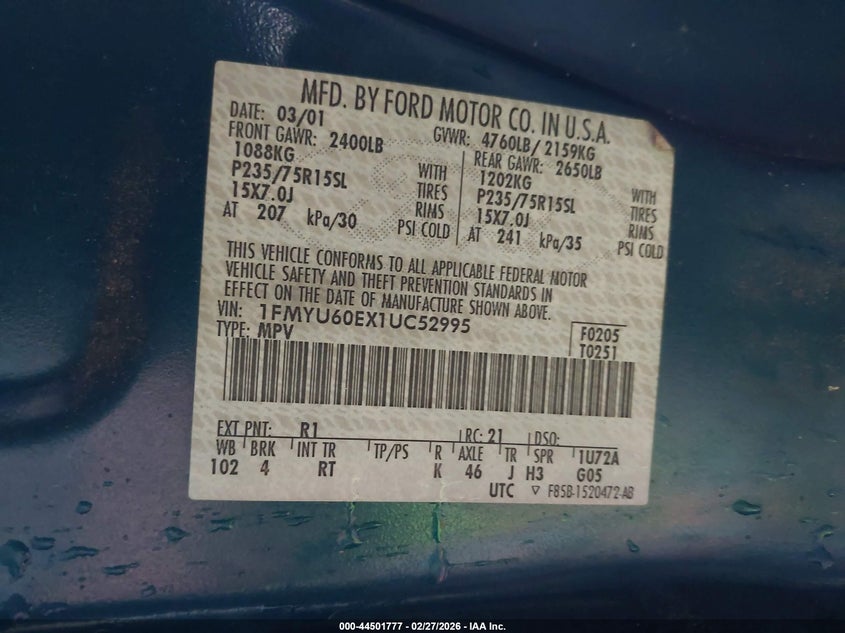 MFD. BY FORD MOTOR CO. IN U.S.A.
DATE: 03/01 GVWR: 4760LB/ 2159KG
FRONT GAWR: 2400LB REAR GAWR: 2650LB
1088KG WITH 1202KG WITH
P235/75R15SL TIRES P235/75R15SL TIRES
15X7.0J RIMS 15X7.0J RIMS
AT 207 kPa/30 PSI COLD AT 241 kPa/35 PSI COLD
THIS VEHICLE CONFORMS TO ALL APPLICABLE FEDERAL MOTOR
VEHICLE SAFETY AND THEFT PREVENTION STANDARDS IN
EFFECT ON THE DATE OF MANUFACTURE SHOWN ABOVE.
VIN: 1FMYU60EX1UC52995 F0205
TYPE: MPV T0251
EXT PNT: R1 RC: 21 DSO:
WB BRK INT TR TP/PS R AXLE TR SPR 1U72A
102 4 RT K 46 J H3 G05
UTC ▽ F85B-1520472-AB
000-44501777 - 02/27/2026 - IAA Inc.